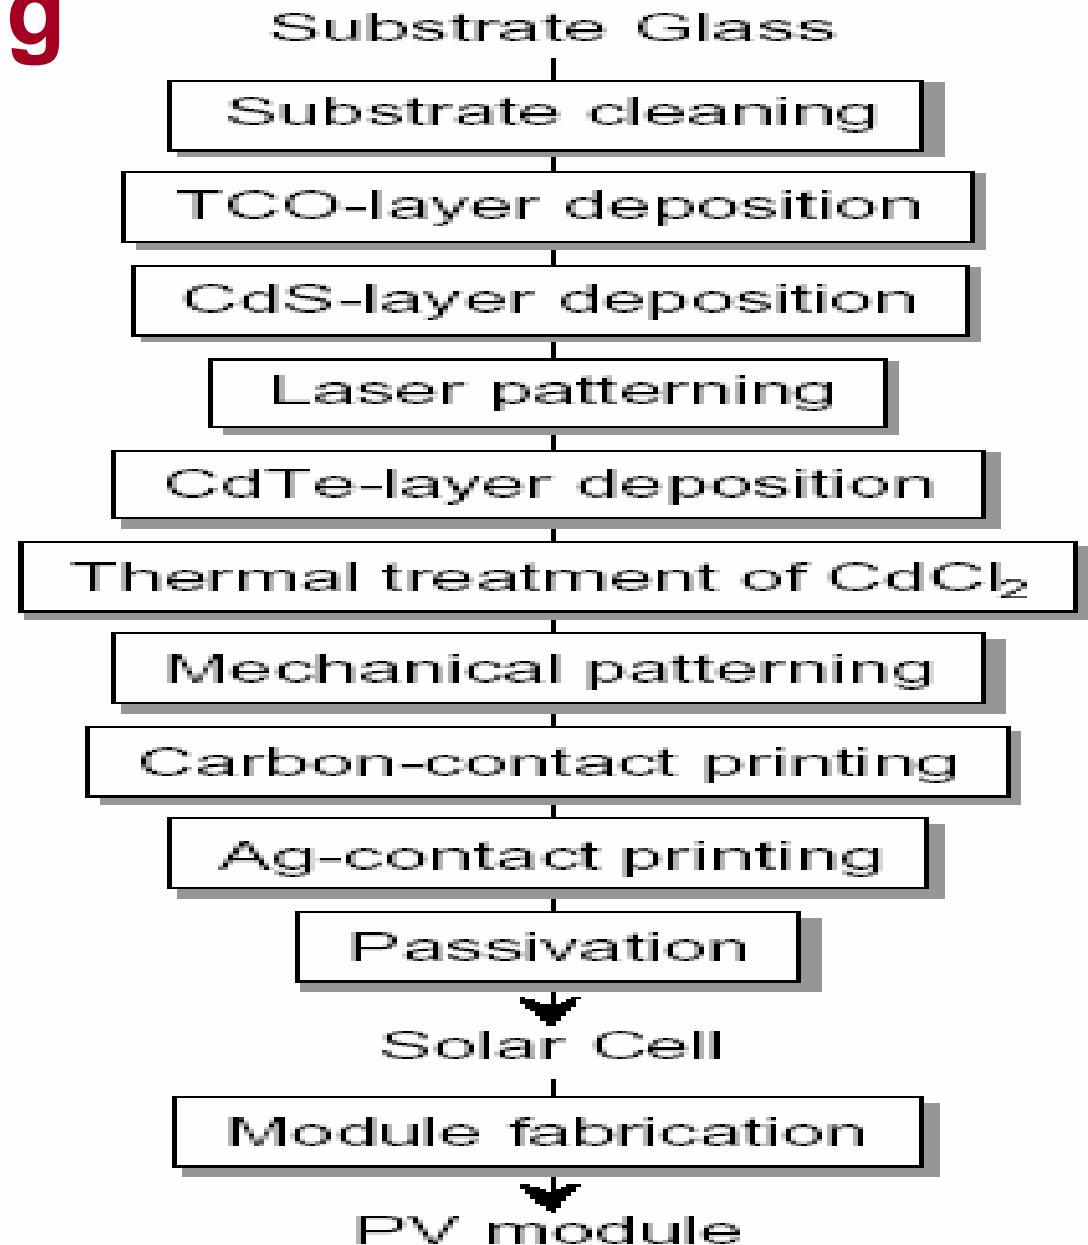 g
Substrate Glass
Substrate cleaning
TCO-layer deposition
CdS-layer deposition
Laser patterning
CdTe-layer deposition
Thermal treatment of CdCl₂
Mechanical patterning
Carbon-contact printing
Ag-contact printing
Passivation
Solar Cell
Module fabrication
PV module